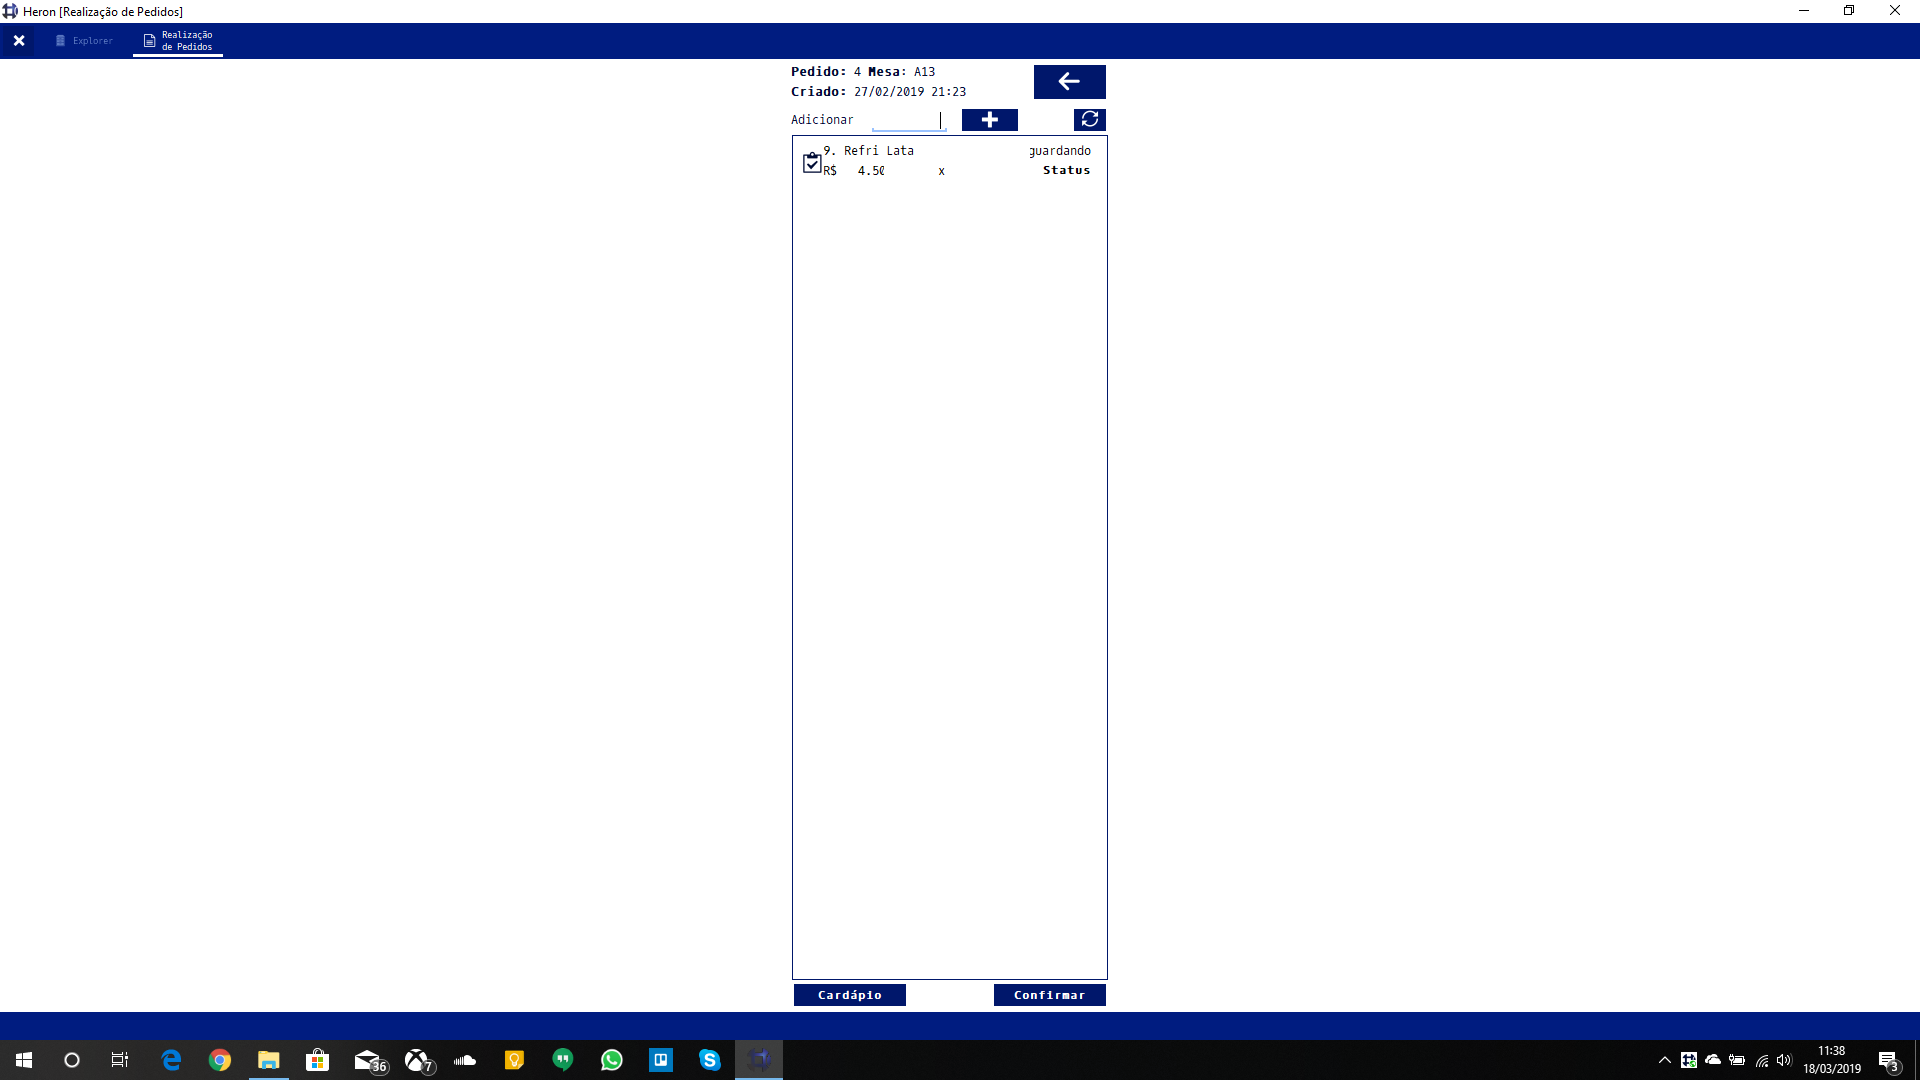 Heron [Realização de Pedidos]
Explorer
Realização
de Pedidos
Pedido: 4 Mesa: A13
Criado: 27/02/2019 21:23
Adicionar
9. Refri Lata guardando
R$ 4.50 x Status
Cardápio Confirmar
36
7
11:38
18/03/2019
3